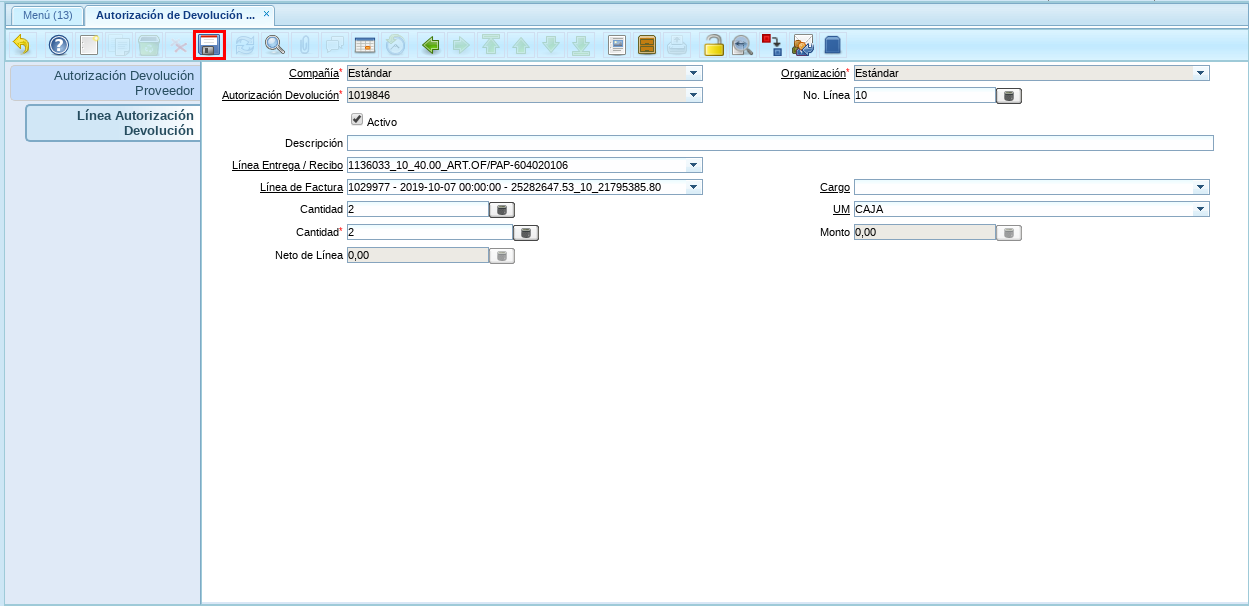 Menú (13)
Autorización de Devolución ...
Autorización Devolución
Proveedor
Línea Autorización
Devolución
Compañía* Estándar
Organización* Estándar
Autorización Devolución* 1019846
No. Línea 10
Activo
Descripción
Línea Entrega / Recibo 1136033_10_40.00_ART.OF/PAP-604020106
Línea de Factura 1029977 - 2019-10-07 00:00:00 - 25282647.53_10_21795385.80
Cargo
Cantidad 2
UM CAJA
Cantidad* 2
Monto 0,00
Neto de Línea 0,00